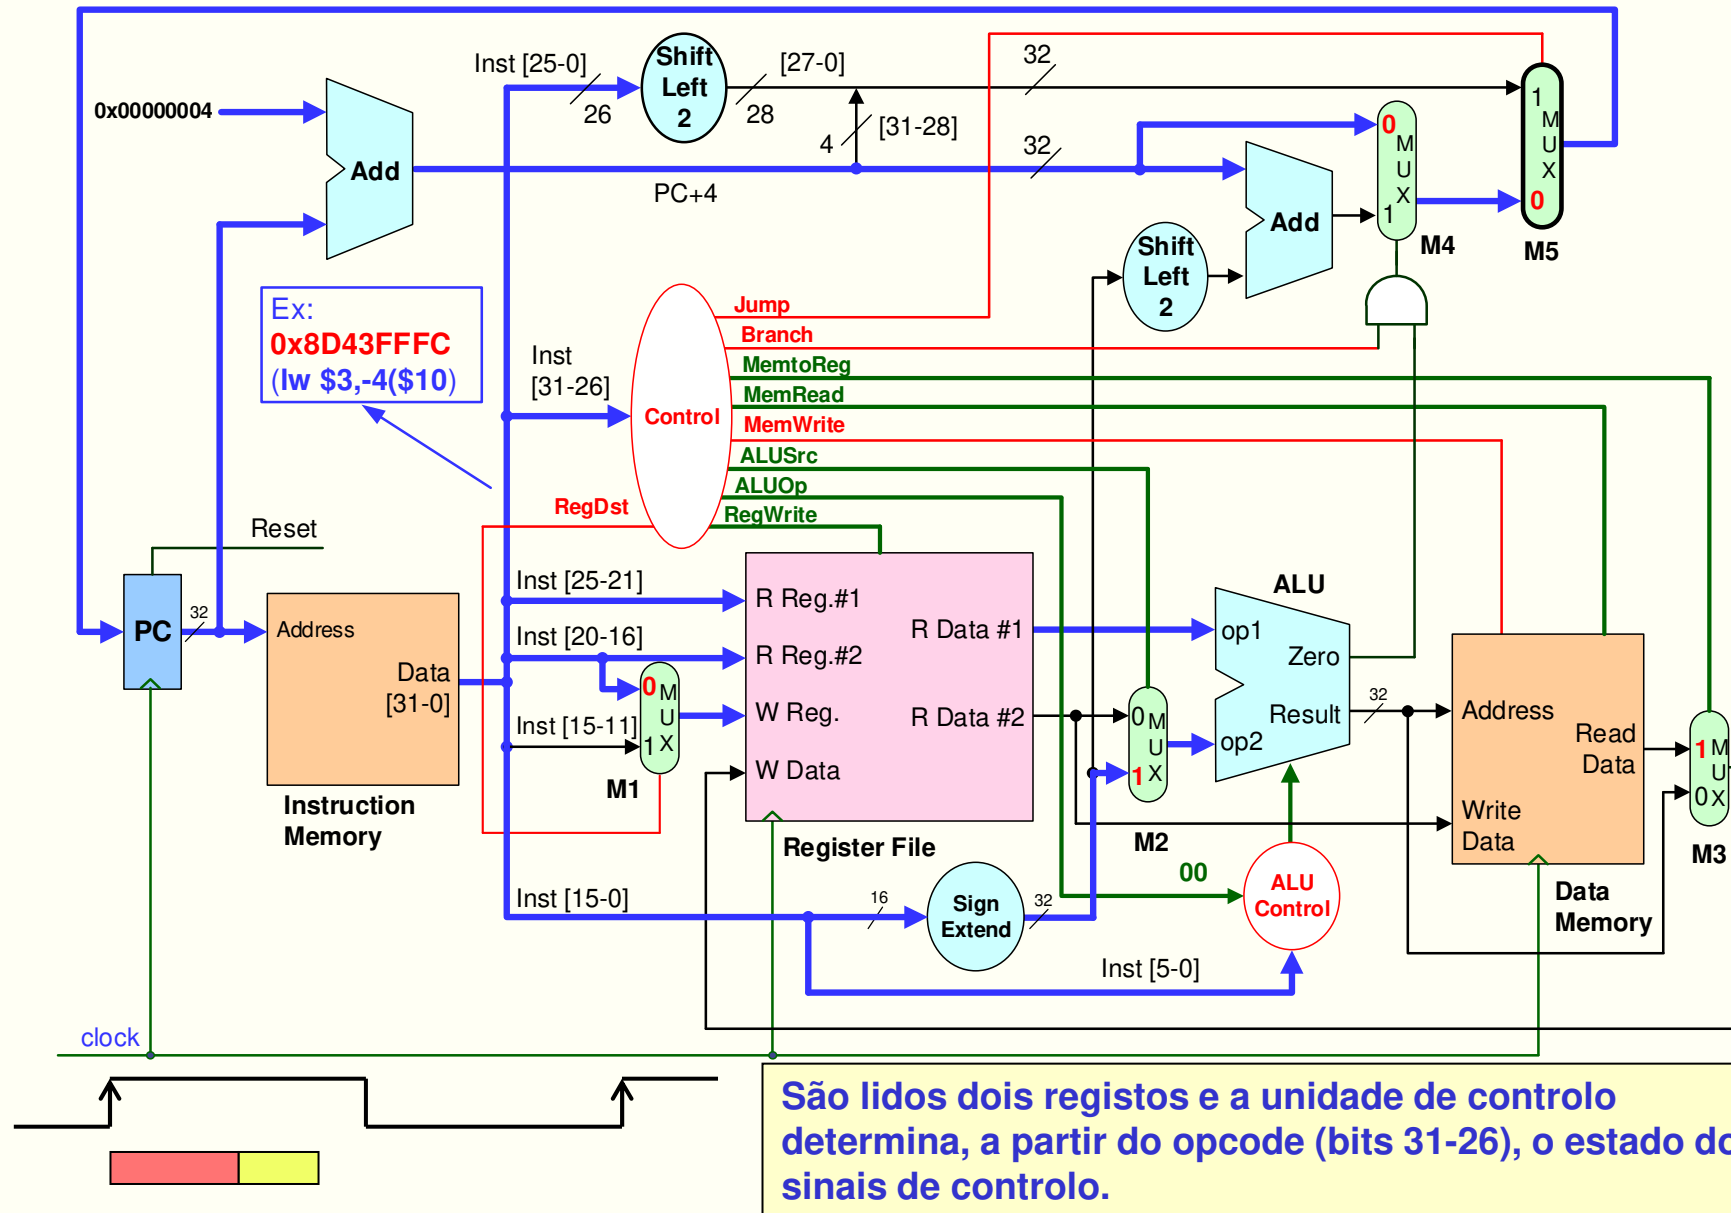 Inst [25-0]
26
Shift
Left
2
28
[27-0]
4
[31-28]
32
0x00000004
Add
PC+4
32
0
M
U
X
1
M4
1
M
U
X
0
M5
Add
Shift
Left
2
Ex:
0x8D43FFFC
(lw $3,-4($10)
Inst
[31-26]
Control
Jump
Branch
MemtoReg
MemRead
MemWrite
ALUSrc
ALUOp
RegWrite
RegDst
Reset
PC
32
Address
Data
[31-0]
Instruction
Memory
Inst [25-21]
Inst [20-16]
Inst [15-11]
0
M
U
1
X
M1
R Reg.#1
R Reg.#2
W Reg.
W Data
R Data #1
R Data #2
Register File
0
M
U
1
X
M2
ALU
op1
Zero
Result
op2
32
Address
Read
Data
Write
Data
Data
Memory
1
M
U
0
X
M3
00
ALU
Control
Inst [15-0]
16
Sign
Extend
32
Inst [5-0]
clock
São lidos dois registos e a unidade de controlo
determina, a partir do opcode (bits 31-26), o estado do
sinais de controlo.